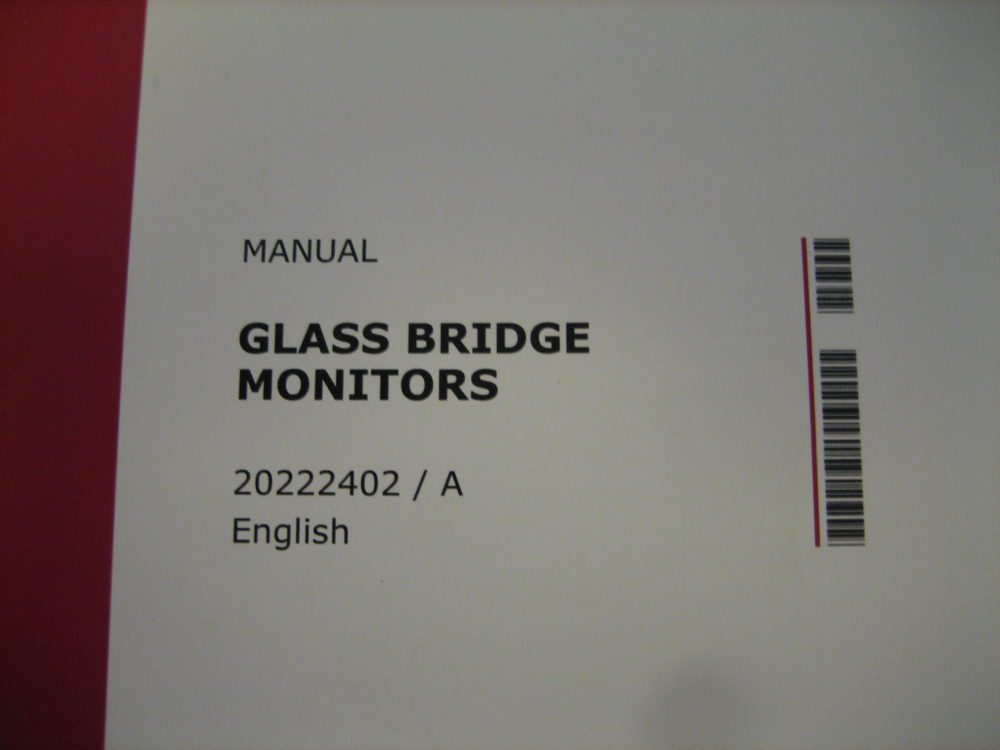 MANUAL
GLASS BRIDGE
MONITORS
20222402 / A
English